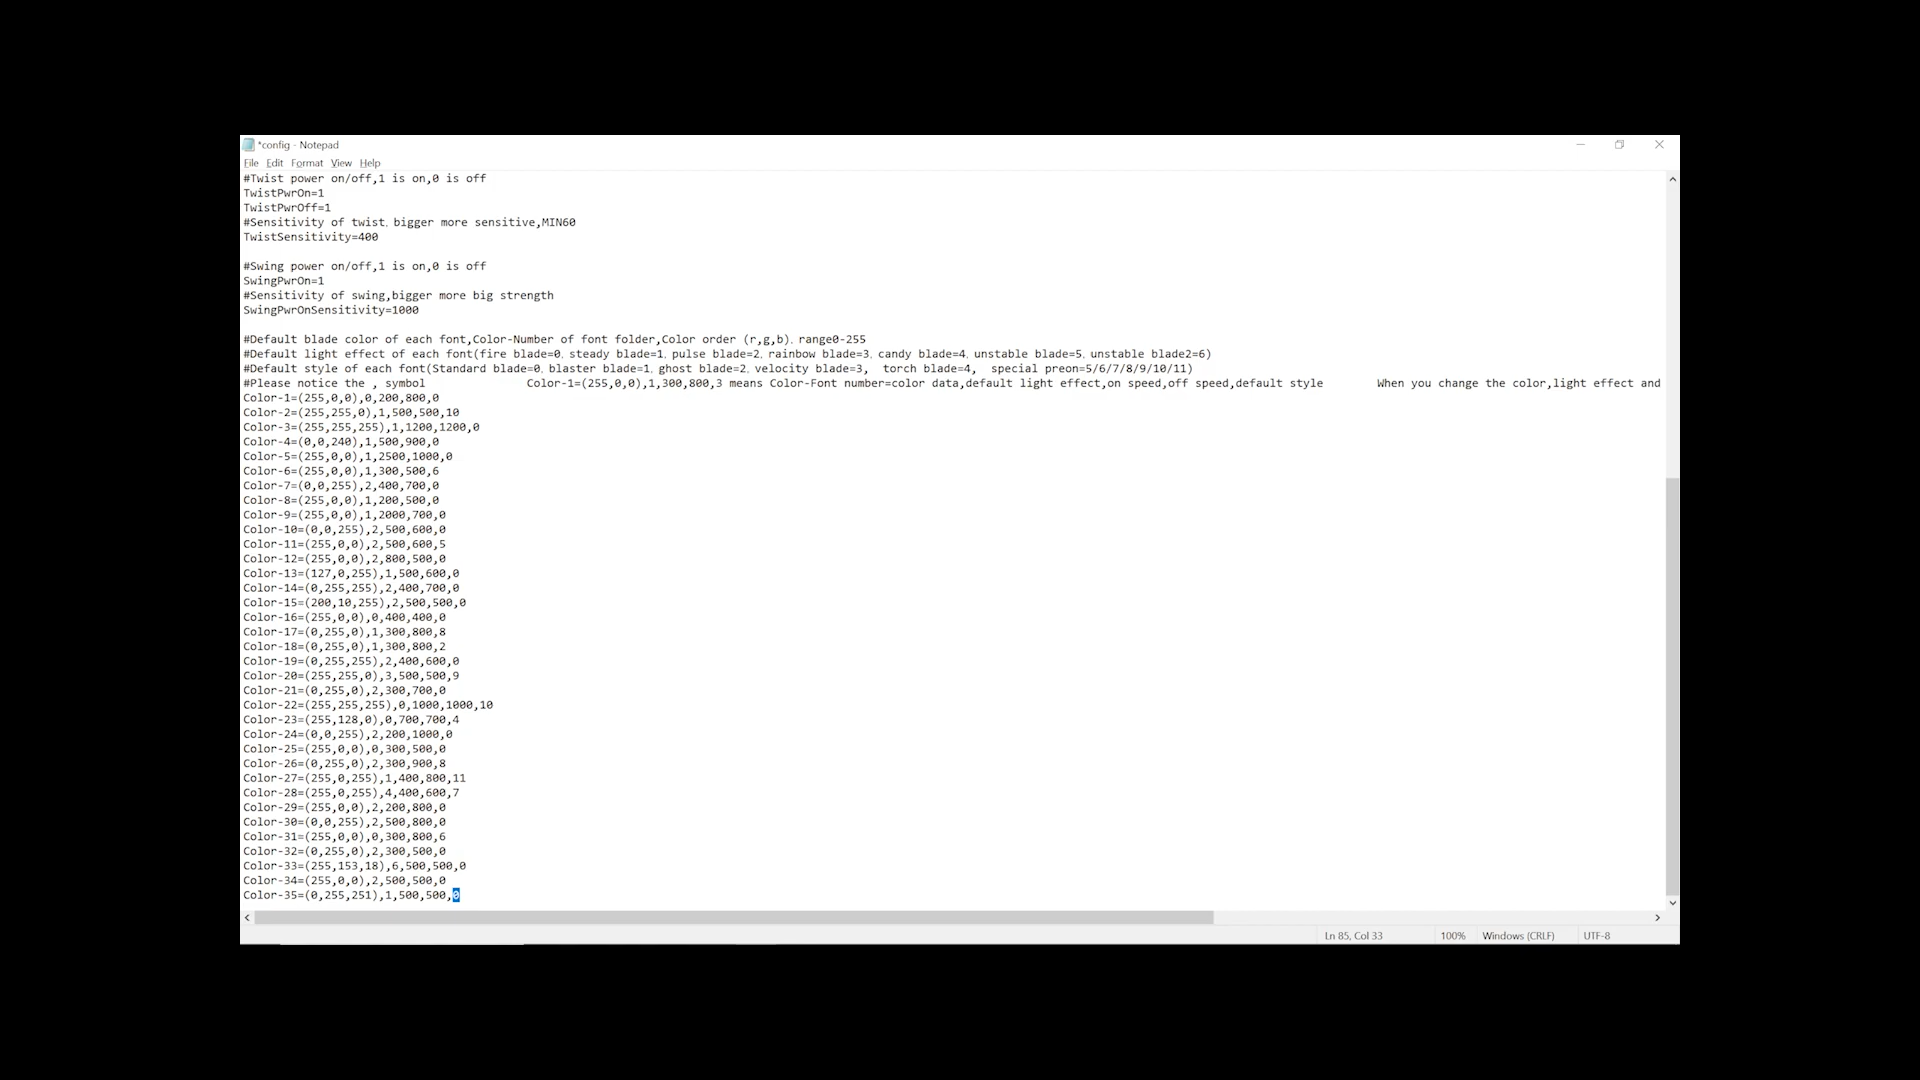 *config - Notepad
File Edit Format View Help
#Twist power on/off,1 is on,0 is off
TwistPwrOn=1
TwistPwrOff=1
#Sensitivity of twist, bigger more sensitive,MIN60
TwistSensitivity=400
#Swing power on/off,1 is on,0 is off
SwingPwrOn=1
#Sensitivity of swing,bigger more big strength
SwingPwrOnSensitivity=1000
#Default blade color of each font,Color-Number of font folder,Color order (r,g,b). range0-255
#Default light effect of each font(fire blade=0, steady blade=1, pulse blade=2, rainbow blade=3, candy blade=4, unstable blade=5, unstable blade2=6)
#Default style of each font(Standard blade=0, blaster blade=1, ghost blade=2, velocity blade=3, torch blade=4, special preon=5/6/7/8/9/10/11)
#Please notice the , symbol Color-1=(255,0,0),1,300,800,3 means Color-Font number=color data,default light effect,on speed,off speed,default style When you change the color,light effect and
Color-1=(255,0,0),0,200,800,0
Color-2=(255,255,0),1,500,500,10
Color-3=(255,255,255),1,1200,1200,0
Color-4=(0,0,240),1,500,900,0
Color-5=(255,0,0),1,2500,1000,0
Color-6=(255,0,0),1,300,500,6
Color-7=(0,0,255),2,400,700,0
Color-8=(255,0,0),1,200,500,0
Color-9=(255,0,0),1,2000,700,0
Color-10=(0,0,255),2,500,600,0
Color-11=(255,0,0),2,500,600,5
Color-12=(255,0,0),2,800,500,0
Color-13=(127,0,255),1,500,600,0
Color-14=(0,255,255),2,400,700,0
Color-15=(200,10,255),2,500,500,0
Color-16=(255,0,0),0,400,400,0
Color-17=(0,255,0),1,300,800,8
Color-18=(0,255,0),1,300,800,2
Color-19=(0,255,255),2,400,600,0
Color-20=(255,255,0),3,500,500,9
Color-21=(0,255,0),2,300,700,0
Color-22=(255,255,255),0,1000,1000,10
Color-23=(255,128,0),0,700,700,4
Color-24=(0,0,255),2,200,1000,0
Color-25=(255,0,0),0,300,500,0
Color-26=(0,255,0),2,300,900,8
Color-27=(255,0,255),1,400,800,11
Color-28=(255,0,255),4,400,600,7
Color-29=(255,0,0),2,200,800,0
Color-30=(0,0,255),2,500,800,0
Color-31=(255,0,0),0,300,800,6
Color-32=(0,255,0),2,300,500,0
Color-33=(255,153,18),6,500,500,0
Color-34=(255,0,0),2,500,500,0
Color-35=(0,255,251),1,500,500,0
Ln 85, Col 33 100% Windows (CRLF) UTF-8